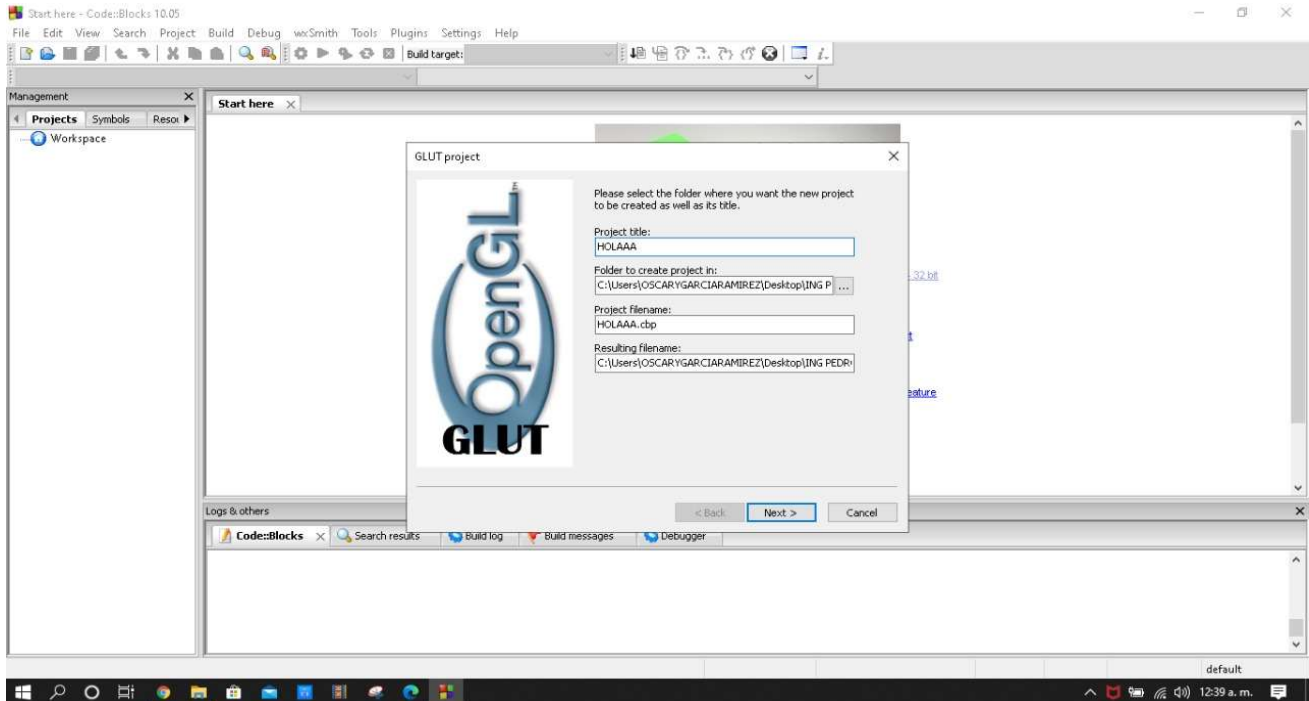 Start here - Code::Blocks 10.05
File Edit View Search Project Build Debug wxSmith Tools Plugins Settings Help
Build target:
Management
Start here
Projects Symbols
Workspace
GLUT project
OpenGL
GLUT
Please select the folder where you want the new project
to be created as well as its title.
Project title:
HOLAAA
Folder to create project in:
C:\Users\OSCARYGARCIARAMIREZ\Desktop\ING P ...
Project filename:
HOLAAA.cbp
Resulting filename:
C:\Users\OSCARYGARCIARAMIREZ\Desktop\ING PEDR
32 bit
< Back Next > Cancel
Logs & others
Code::Blocks Search results Build log Build messages Debugger
default
12:39 a. m.